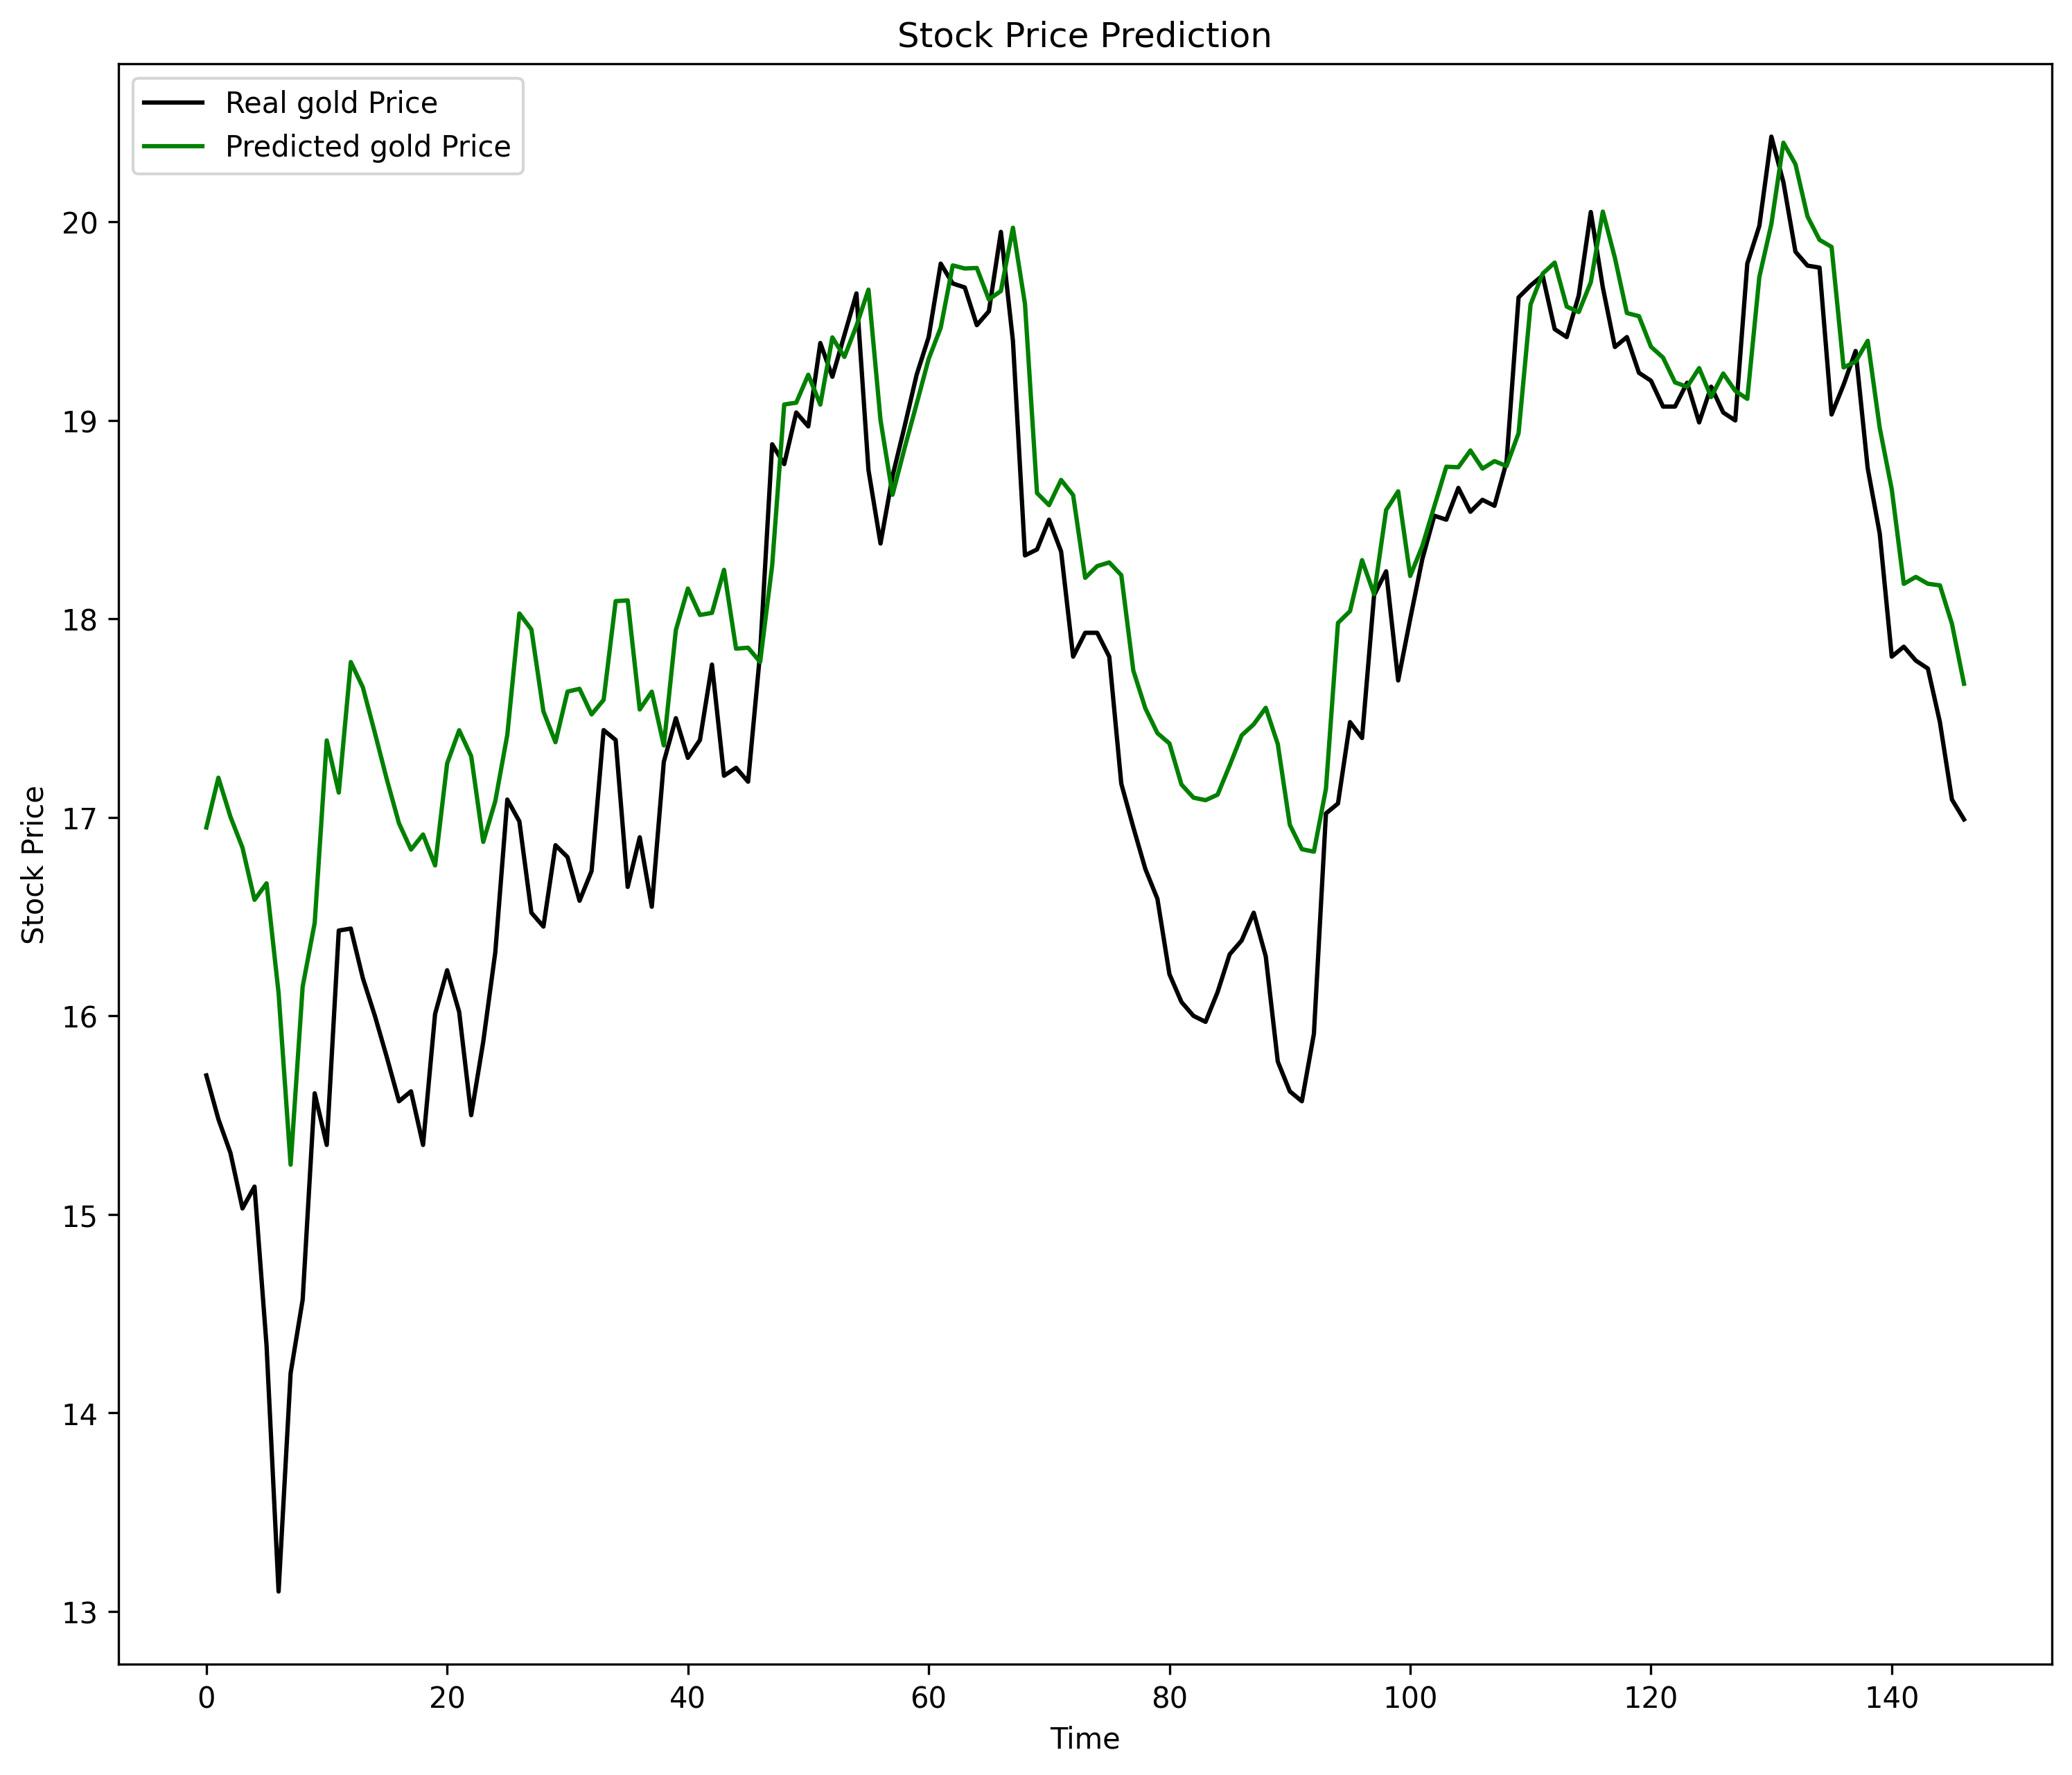 Stock Price Prediction
Real gold Price
Predicted gold Price
Stock Price
20
19
18
17
16
15
14
13
0 20 40 60 80 100 120 140
Time